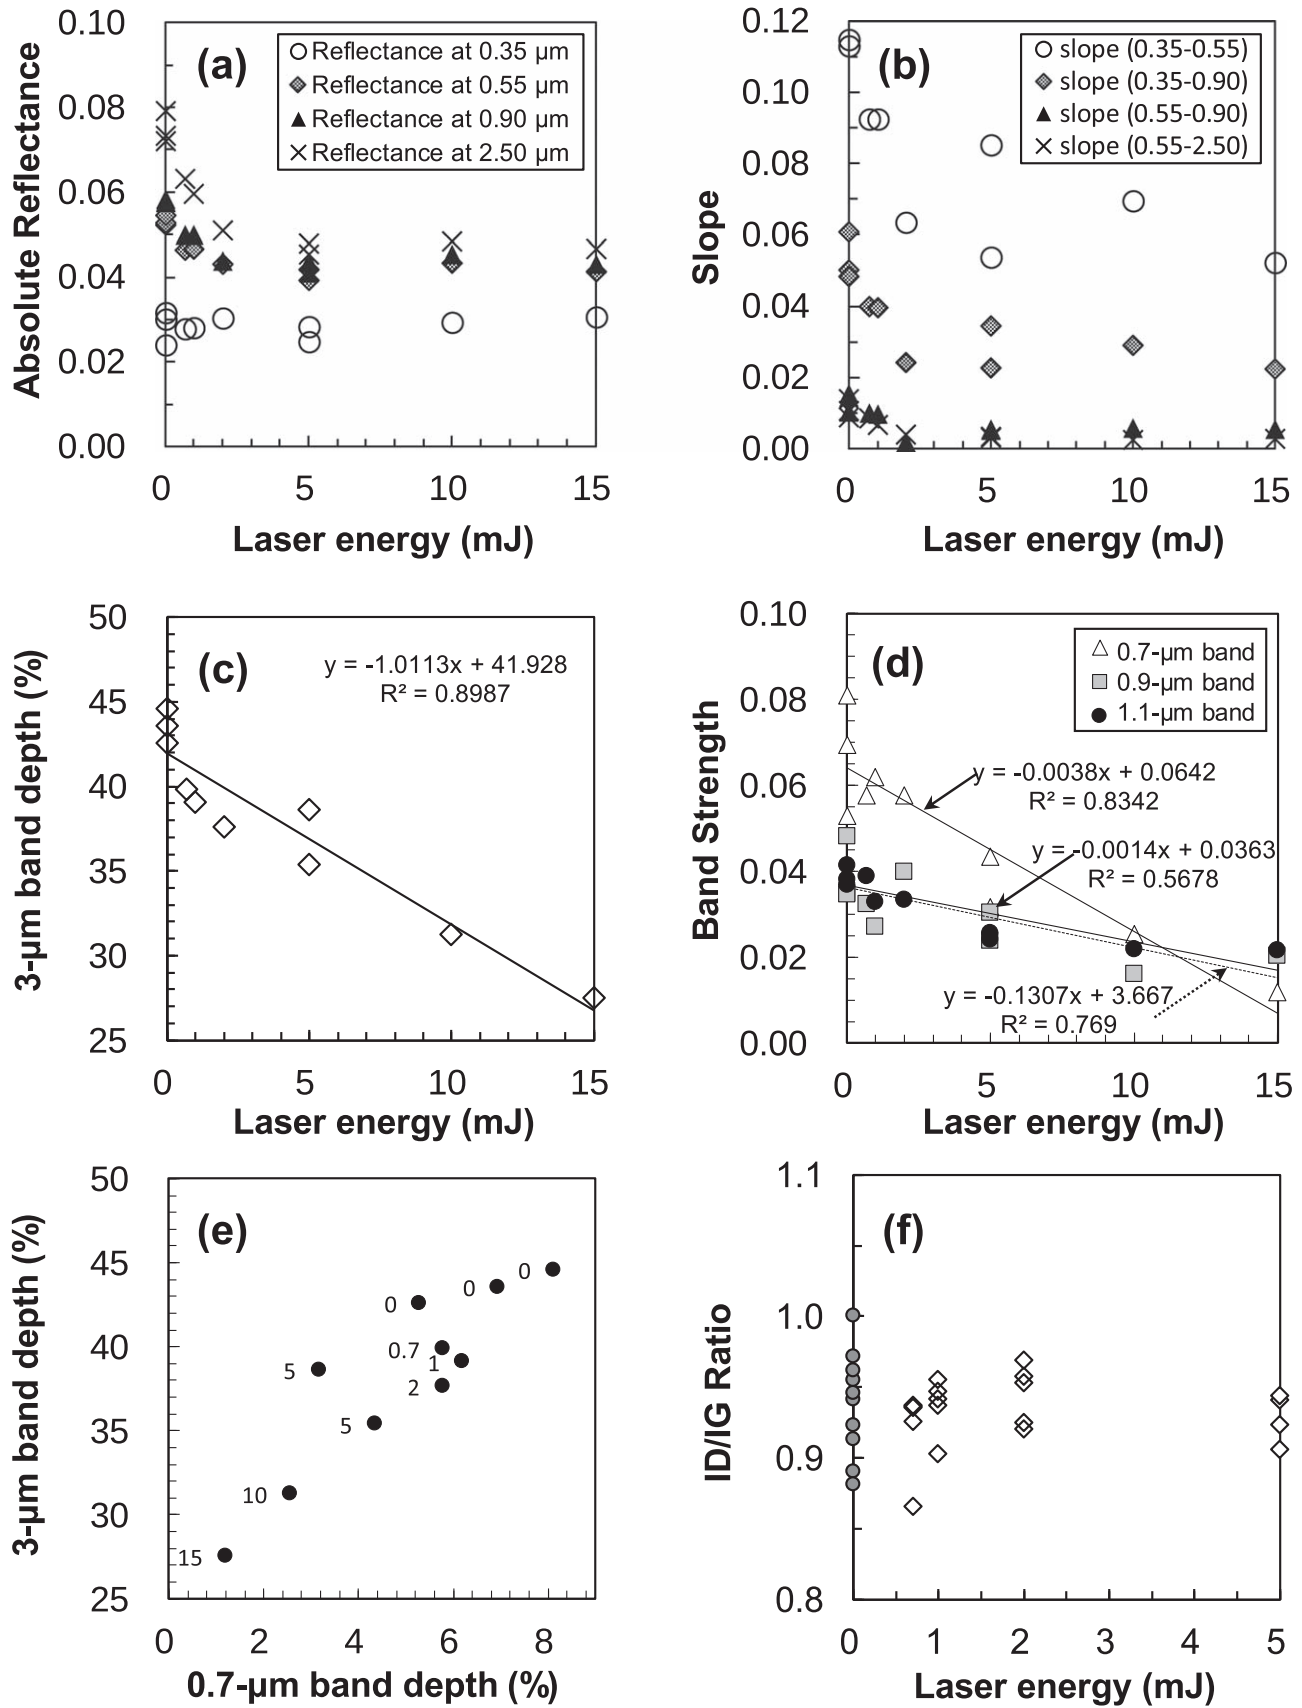 (a)
Absolute Reflectance
0.10
0.08
0.06
0.04
0.02
0.00
Reflectance at 0.35 µm
Reflectance at 0.55 µm
Reflectance at 0.90 µm
Reflectance at 2.50 µm
0 5 10 15
Laser energy (mJ)
(b)
Slope
0.12
0.10
0.08
0.06
0.04
0.02
0.00
slope (0.35-0.55)
slope (0.35-0.90)
slope (0.55-0.90)
slope (0.55-2.50)
0 5 10 15
Laser energy (mJ)
(c)
3-µm band depth (%)
50
45
40
35
30
25
y = -1.0113x + 41.928
R² = 0.8987
0 5 10 15
Laser energy (mJ)
(d)
Band Strength
0.10
0.08
0.06
0.04
0.02
0.00
0.7-µm band
0.9-µm band
1.1-µm band
y = -0.0038x + 0.0642
R² = 0.8342
y = -0.0014x + 0.0363
R² = 0.5678
y = -0.1307x + 3.667
R² = 0.769
0 5 10 15
Laser energy (mJ)
(e)
3-µm band depth (%)
50
45
40
35
30
25
0
0
0
0.7
1
5
2
5
10
15
0 2 4 6 8
0.7-µm band depth (%)
(f)
ID/IG Ratio
1.1
1.0
0.9
0.8
0 1 2 3 4 5
Laser energy (mJ)